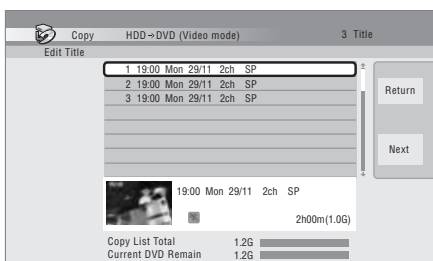 Copy HDD⇒DVD (Video mode) 3 Title
Edit Title
1 19:00 Mon 29/11 2ch SP
2 19:00 Mon 29/11 2ch SP
3 19:00 Mon 29/11 2ch SP
Return
Next
19:00 Mon 29/11 2ch SP
2h00m(1.0G)
Copy List Total 1.2G
Current DVD Remain 1.2G